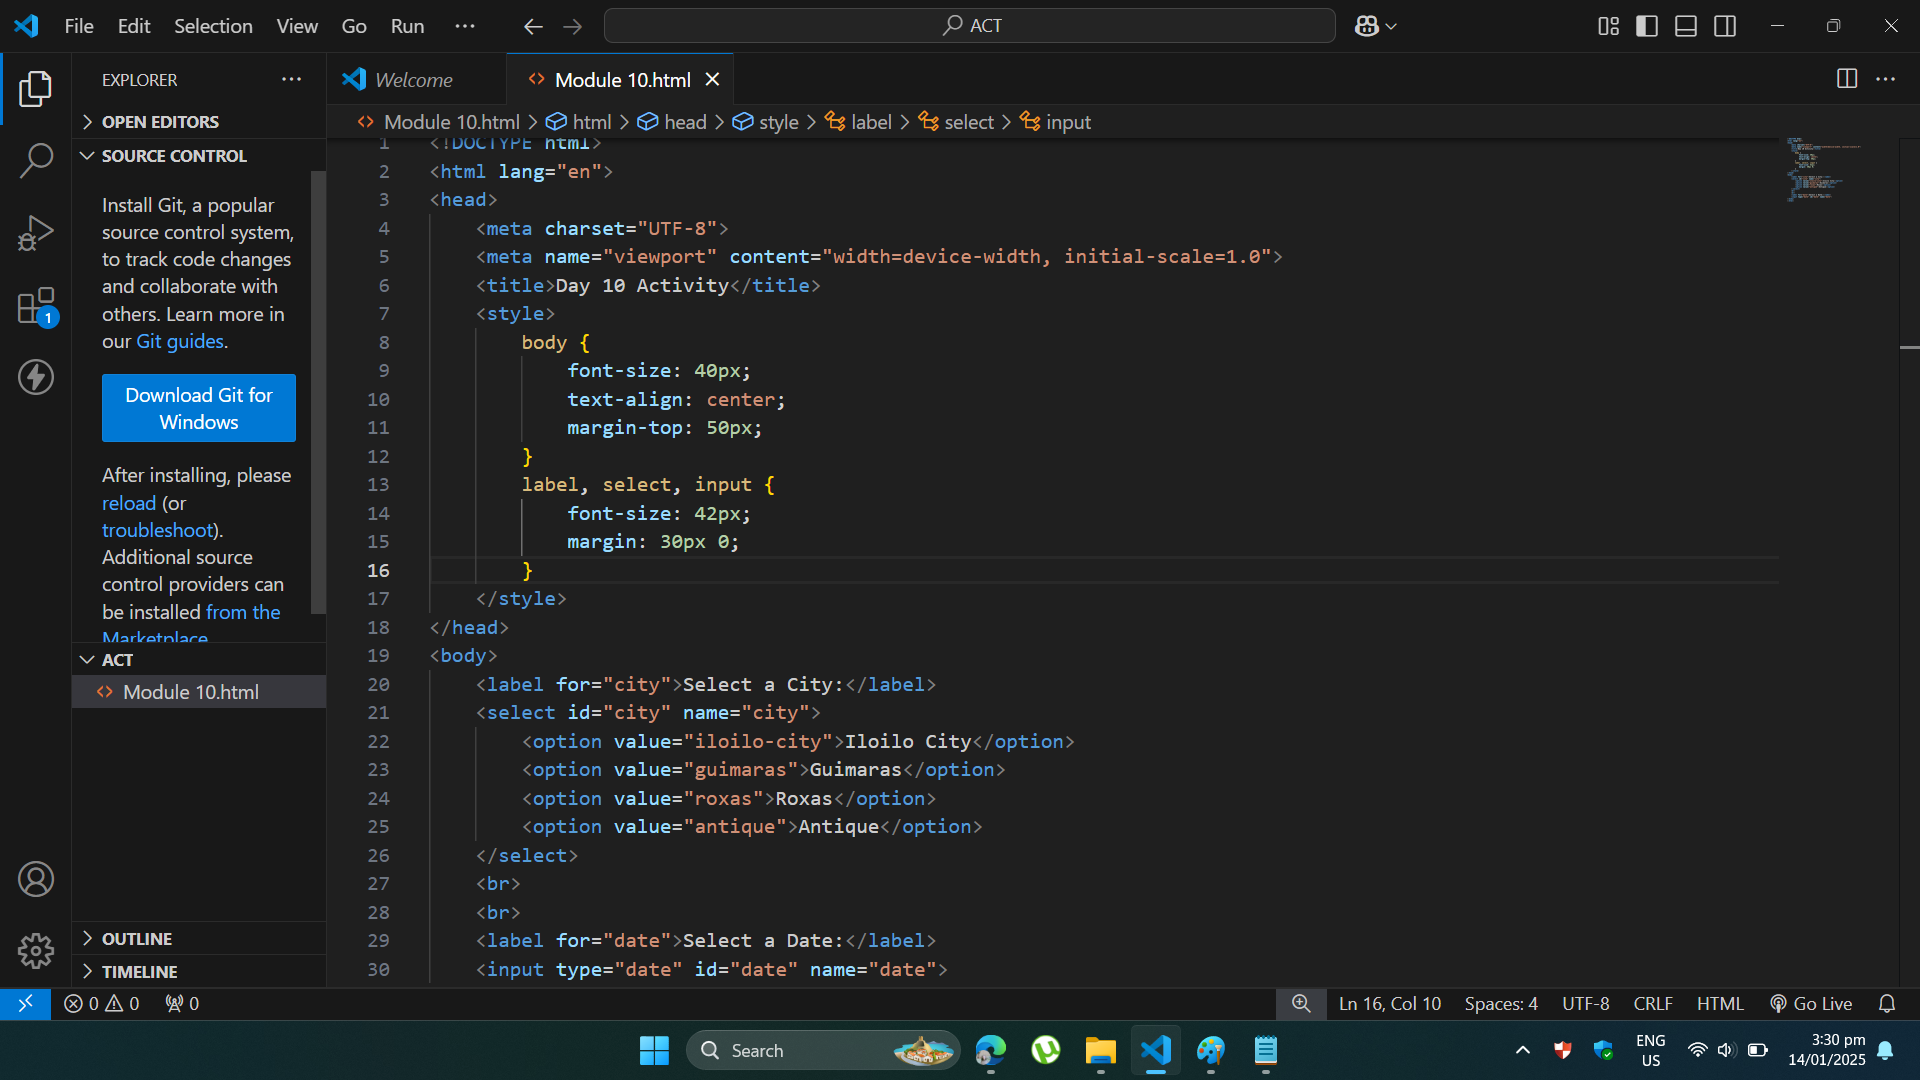 File Edit Selection View Go Run ··· ACT
EXPLORER ···
OPEN EDITORS
SOURCE CONTROL
Install Git, a popular
source control system,
to track code changes
and collaborate with
others. Learn more in
our Git guides.
Download Git for
Windows
After installing, please
reload (or
troubleshoot).
Additional source
control providers can
be installed from the
Marketplace
ACT
Module 10.html
OUTLINE
TIMELINE
1
Welcome Module 10.html
Module 10.html > html > head > style > label > select > input
1 <!DOCTYPE html>
2 <html lang="en">
3 <head>
4 <meta charset="UTF-8">
5 <meta name="viewport" content="width=device-width, initial-scale=1.0">
6 <title>Day 10 Activity</title>
7 <style>
8 body {
9 font-size: 40px;
10 text-align: center;
11 margin-top: 50px;
12 }
13 label, select, input {
14 font-size: 42px;
15 margin: 30px 0;
16 }
17 </style>
18 </head>
19 <body>
20 <label for="city">Select a City:</label>
21 <select id="city" name="city">
22 <option value="iloilo-city">Iloilo City</option>
23 <option value="guimaras">Guimaras</option>
24 <option value="roxas">Roxas</option>
25 <option value="antique">Antique</option>
26 </select>
27 <br>
28 <br>
29 <label for="date">Select a Date:</label>
30 <input type="date" id="date" name="date">
0 0 0 Ln 16, Col 10 Spaces: 4 UTF-8 CRLF HTML Go Live
Search
ENG
US
3:30 pm
14/01/2025